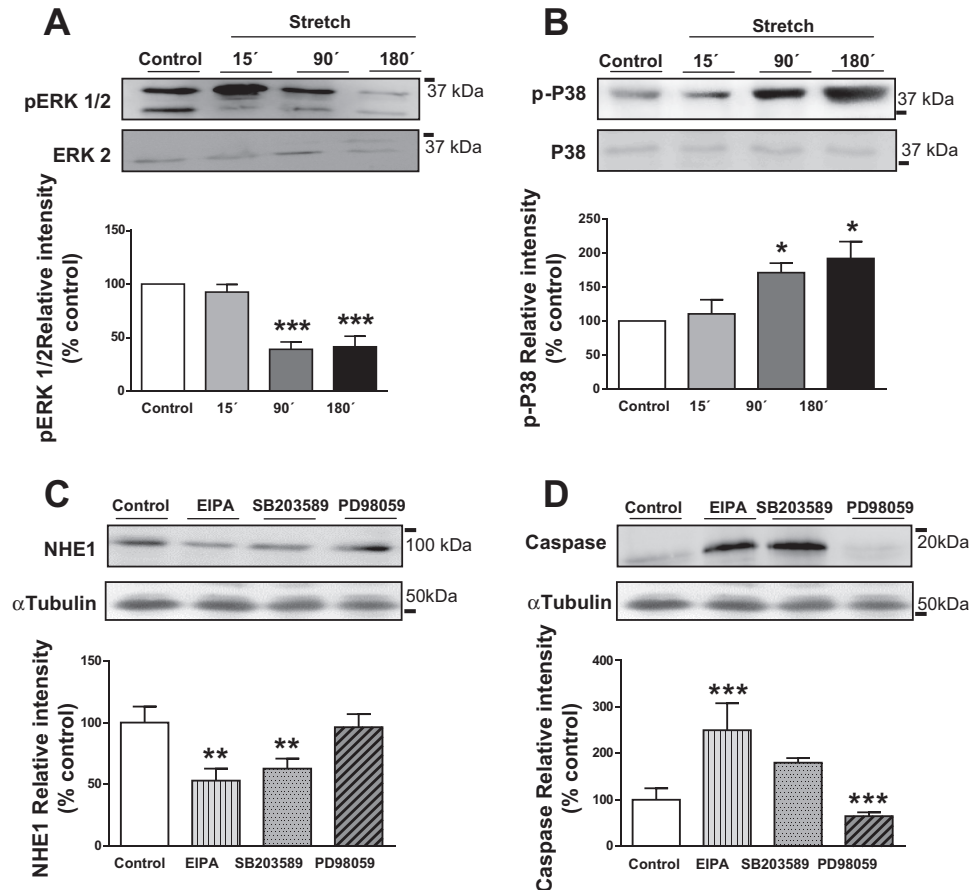 A
Stretch
Control 15´ 90´ 180´
pERK 1/2
37 kDa
ERK 2
37 kDa
pERK 1/2Relative intensity
(% control)
150
100
50
0
Control 15´ 90´ 180´
B
Stretch
Control 15´ 90´ 180´
p-P38
37 kDa
P38
37 kDa
p-P38 Relative intensity
(% control)
250
200
150
100
50
0
Control 15´ 90´ 180´
*
*
***
***
C
Control EIPA SB203589 PD98059
NHE1
100 kDa
αTubulin
50kDa
NHE1 Relative intensity
(% control)
150
100
50
0
**
**
Control EIPA SB203589 PD98059
D
Control EIPA SB203589 PD98059
Caspase
20kDa
αTubulin
50kDa
Caspase Relative intensity
(% control)
400
300
200
100
0
***
***
Control EIPA SB203589 PD98059